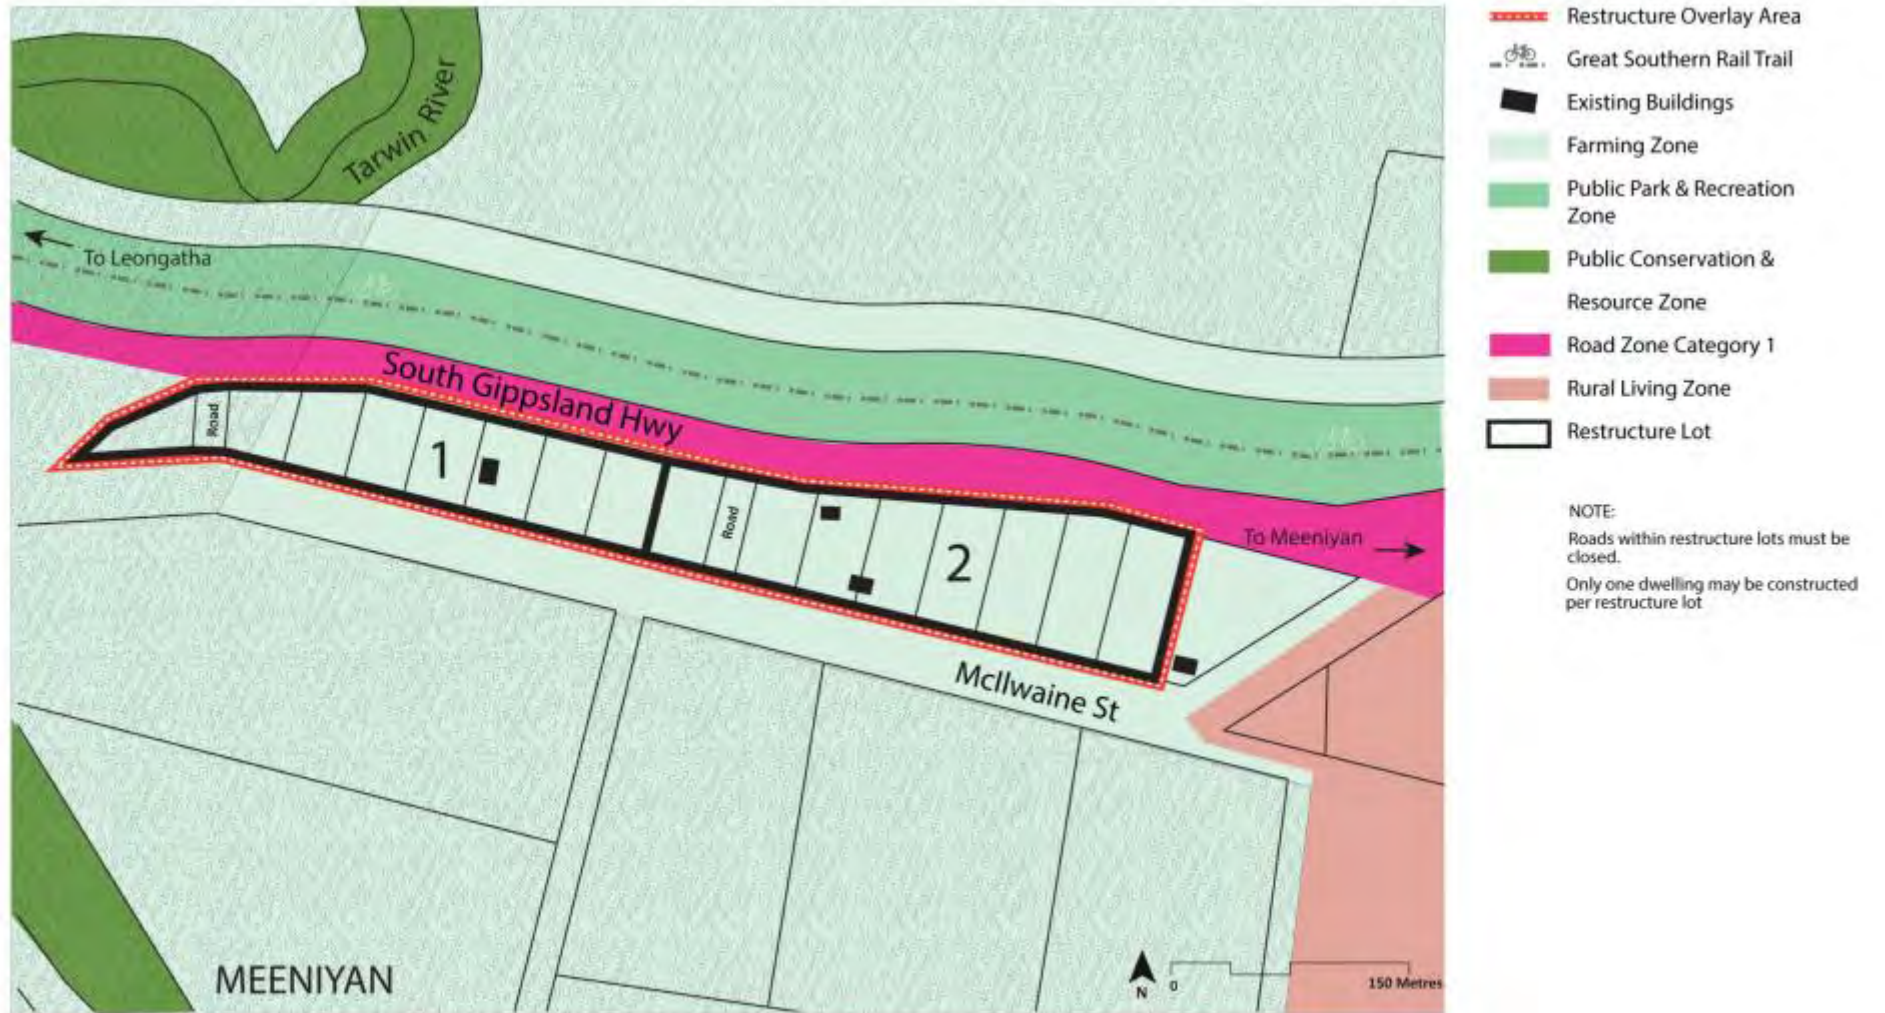 Tarwin River
To Leongatha
South Gippsland Hwy
Road
1
Road
2
To Meeniyan
McIlwaine St
MEENIYAN
N
0
150 Metres
Restructure Overlay Area
Great Southern Rail Trail
Existing Buildings
Farming Zone
Public Park & Recreation
Zone
Public Conservation &
Resource Zone
Road Zone Category 1
Rural Living Zone
Restructure Lot
NOTE:
Roads within restructure lots must be
closed.
Only one dwelling may be constructed
per restructure lot